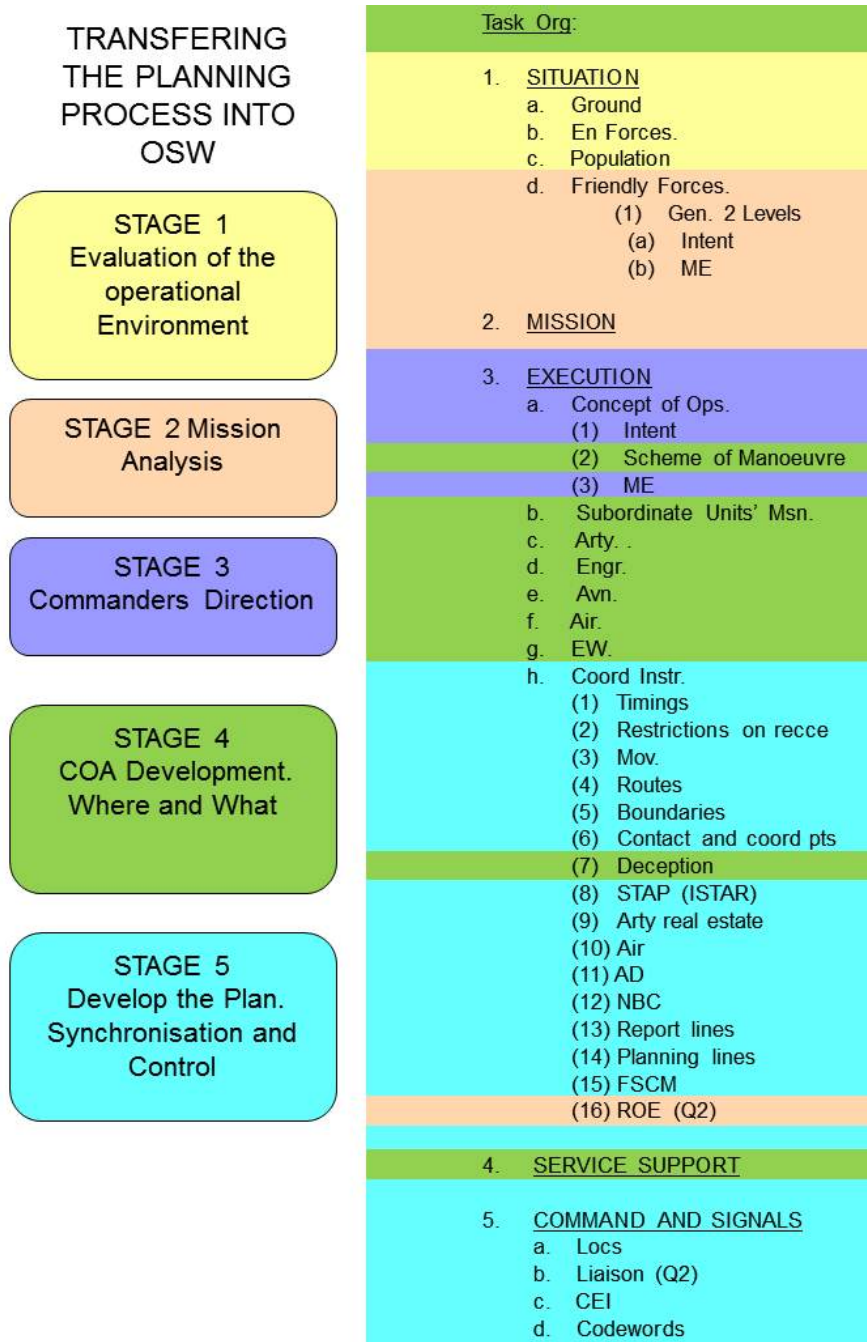 TRANSFERING
THE PLANNING
PROCESS INTO
OSW
STAGE 1
Evaluation of the
operational
Environment
STAGE 2 Mission
Analysis
STAGE 3
Commanders Direction
STAGE 4
COA Development.
Where and What
STAGE 5
Develop the Plan.
Synchronisation and
Control
Task Org:
1. SITUATION
a. Ground
b. En Forces.
c. Population
d. Friendly Forces.
(1) Gen. 2 Levels
(a) Intent
(b) ME
2. MISSION
3. EXECUTION
a. Concept of Ops.
(1) Intent
(2) Scheme of Manoeuvre
(3) ME
b. Subordinate Units' Msn.
c. Arty. .
d. Engr.
e. Avn.
f. Air.
g. EW.
h. Coord Instr.
(1) Timings
(2) Restrictions on recce
(3) Mov.
(4) Routes
(5) Boundaries
(6) Contact and coord pts
(7) Deception
(8) STAP (ISTAR)
(9) Arty real estate
(10) Air
(11) AD
(12) NBC
(13) Report lines
(14) Planning lines
(15) FSCM
(16) ROE (Q2)
4. SERVICE SUPPORT
5. COMMAND AND SIGNALS
a. Locs
b. Liaison (Q2)
c. CEI
d. Codewords